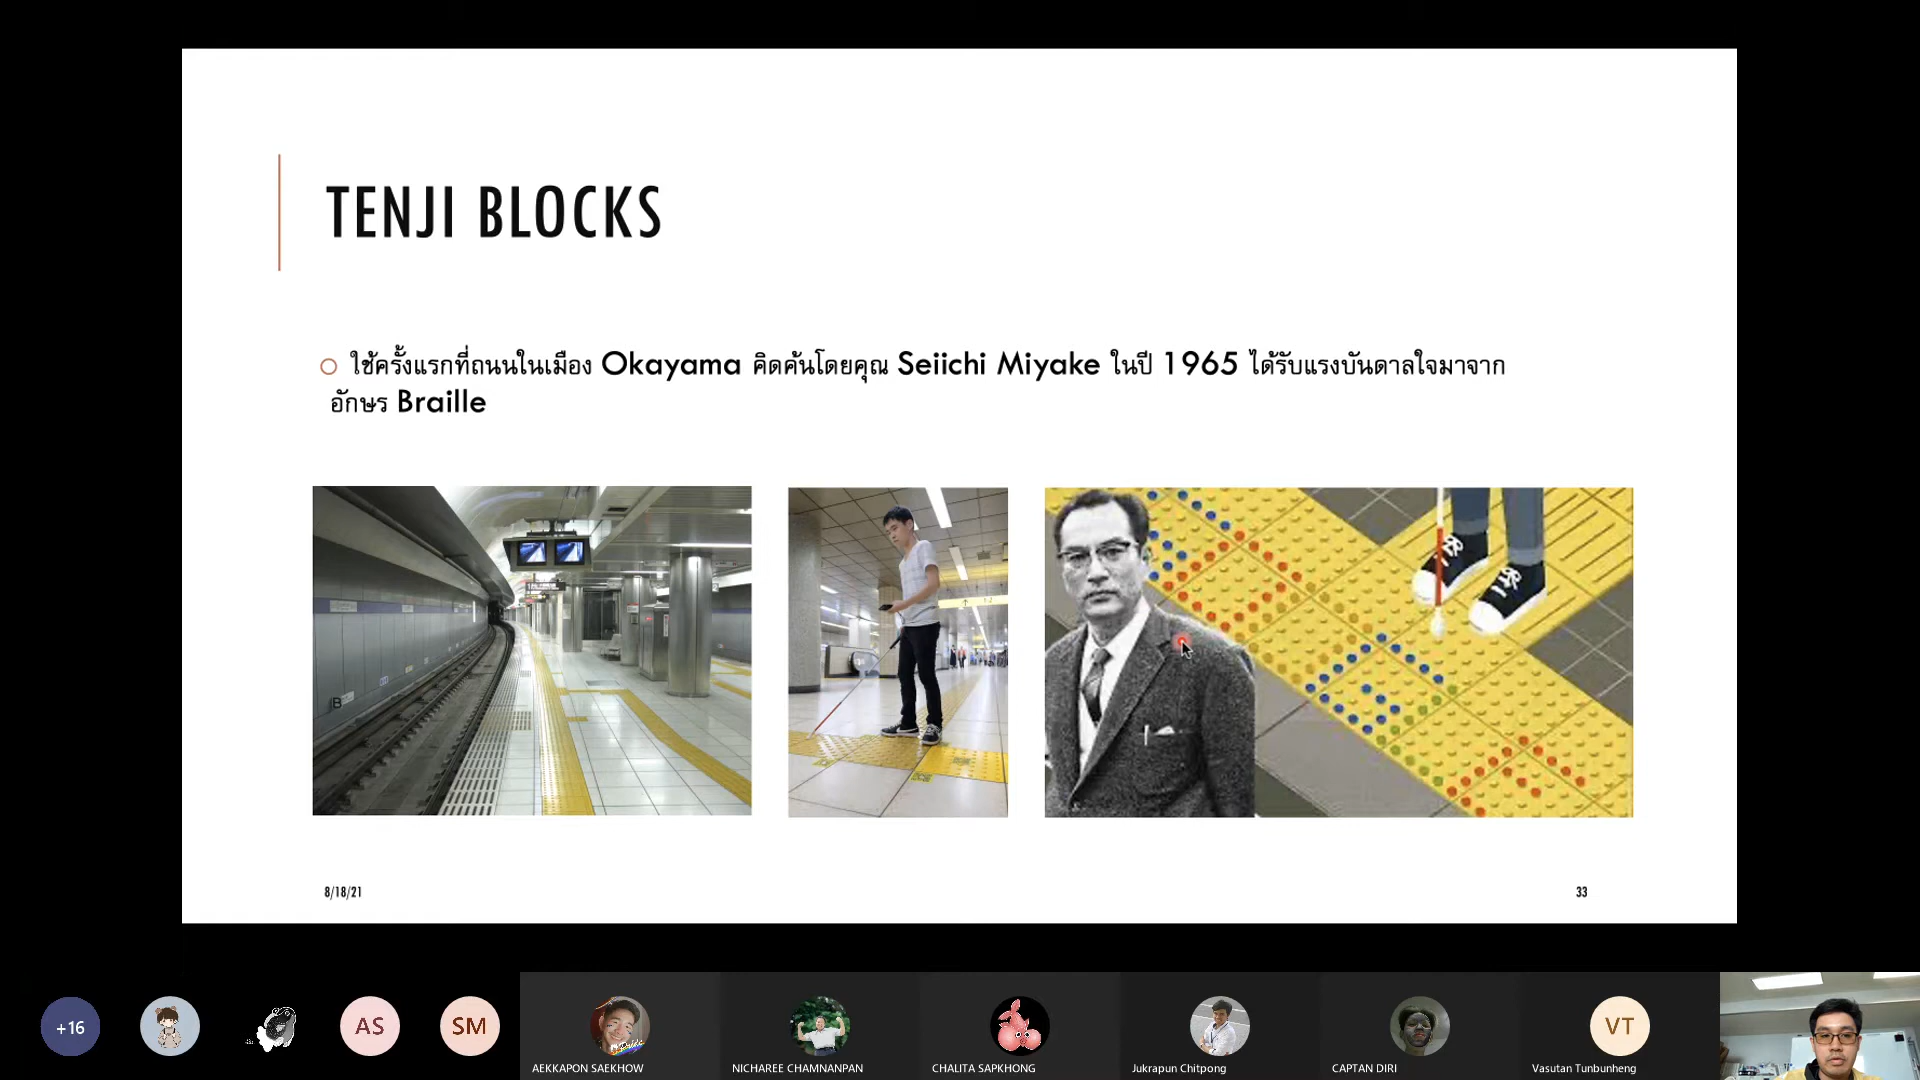 TENJI BLOCKS
ใช้ครั้งแรกที่ถนนในเมือง Okayama คิดค้นโดยคุณ Seiichi Miyake ในปี 1965 ได้รับแรงบันดาลใจมาจาก
อักษร Braille
B
8/18/21
33
+16
AS
SM
VT
AEKKAPON SAEKHOW
NICHAREE CHAMNANPAN
CHALITA SAPKHONG
Jukrapun Chitpong
CAPTAN DIRI
Vasutan Tunbunheng